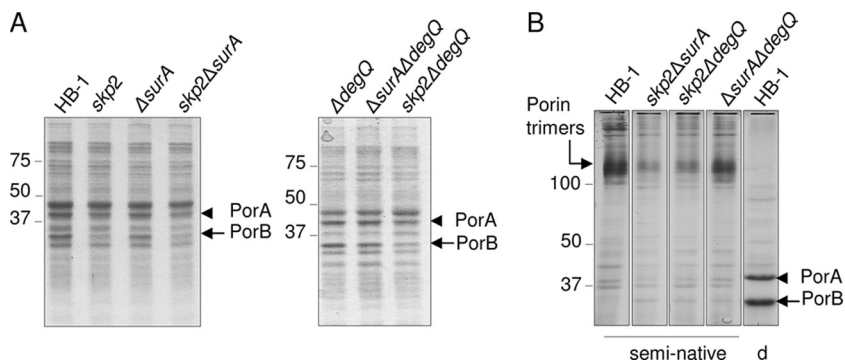 A
HB-1
skp2
ΔsurA
skp2ΔsurA
75
50
37
PorA
PorB
ΔdegQ
ΔsurAΔdegQ
skp2ΔdegQ
75
50
37
PorA
PorB
B
HB-1
skp2ΔsurA
skp2ΔdegQ
ΔsurAΔdegQ
HB-1
Porin
trimers
100
50
37
PorA
PorB
semi-native
d